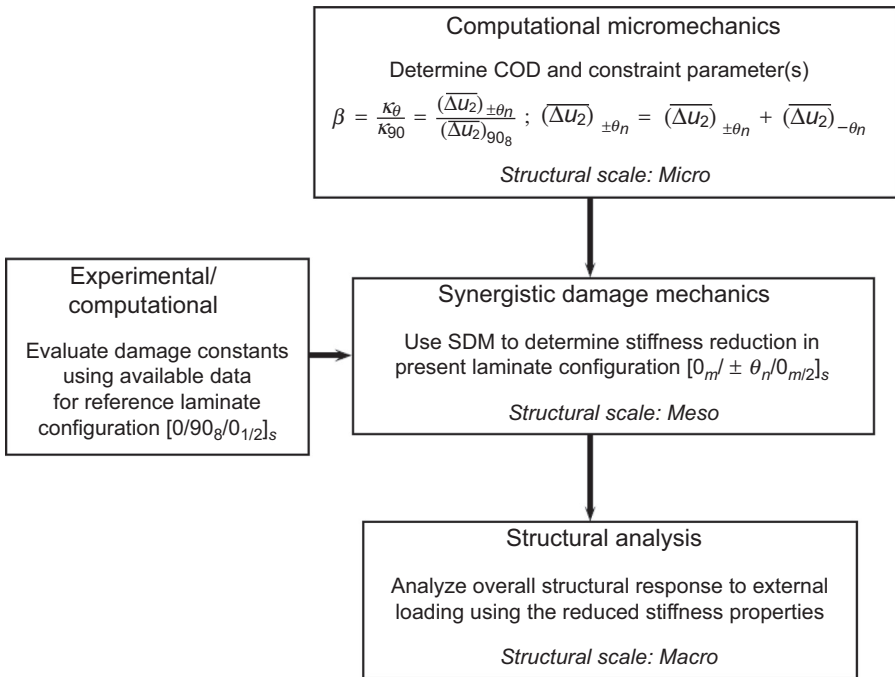 Computational micromechanics
Determine COD and constraint parameter(s)
β = κθ/κ90 = (Δu2)±θn/(Δu2)908 ; (Δu2) ±θn = (Δu2) ±θn + (Δu2) −θn
Structural scale: Micro
Experimental/
computational
Evaluate damage constants
using available data
for reference laminate
configuration [0/908/01/2]s
Synergistic damage mechanics
Use SDM to determine stiffness reduction in
present laminate configuration [0m/ ± θn/0m/2]s
Structural scale: Meso
Structural analysis
Analyze overall structural response to external
loading using the reduced stiffness properties
Structural scale: Macro